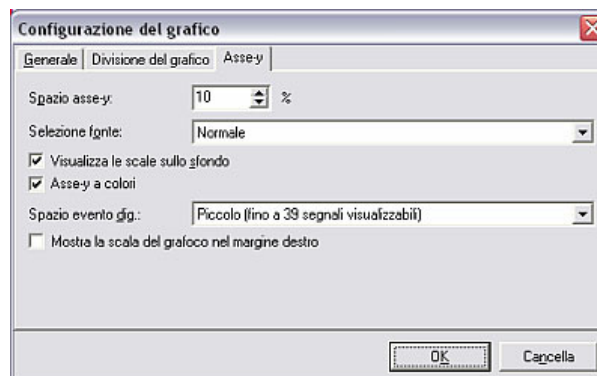 Configurazione del grafico
Generale Divisione del grafico Asse-y
Spazio asse-y: 10 %
Selezione fonte: Normale
Visualizza le scale sullo sfondo
Asse-y a colori
Spazio evento dig.: Piccolo (fino a 39 segnali visualizzabili)
Mostra la scala del grafoco nel margine destro
OK Cancella